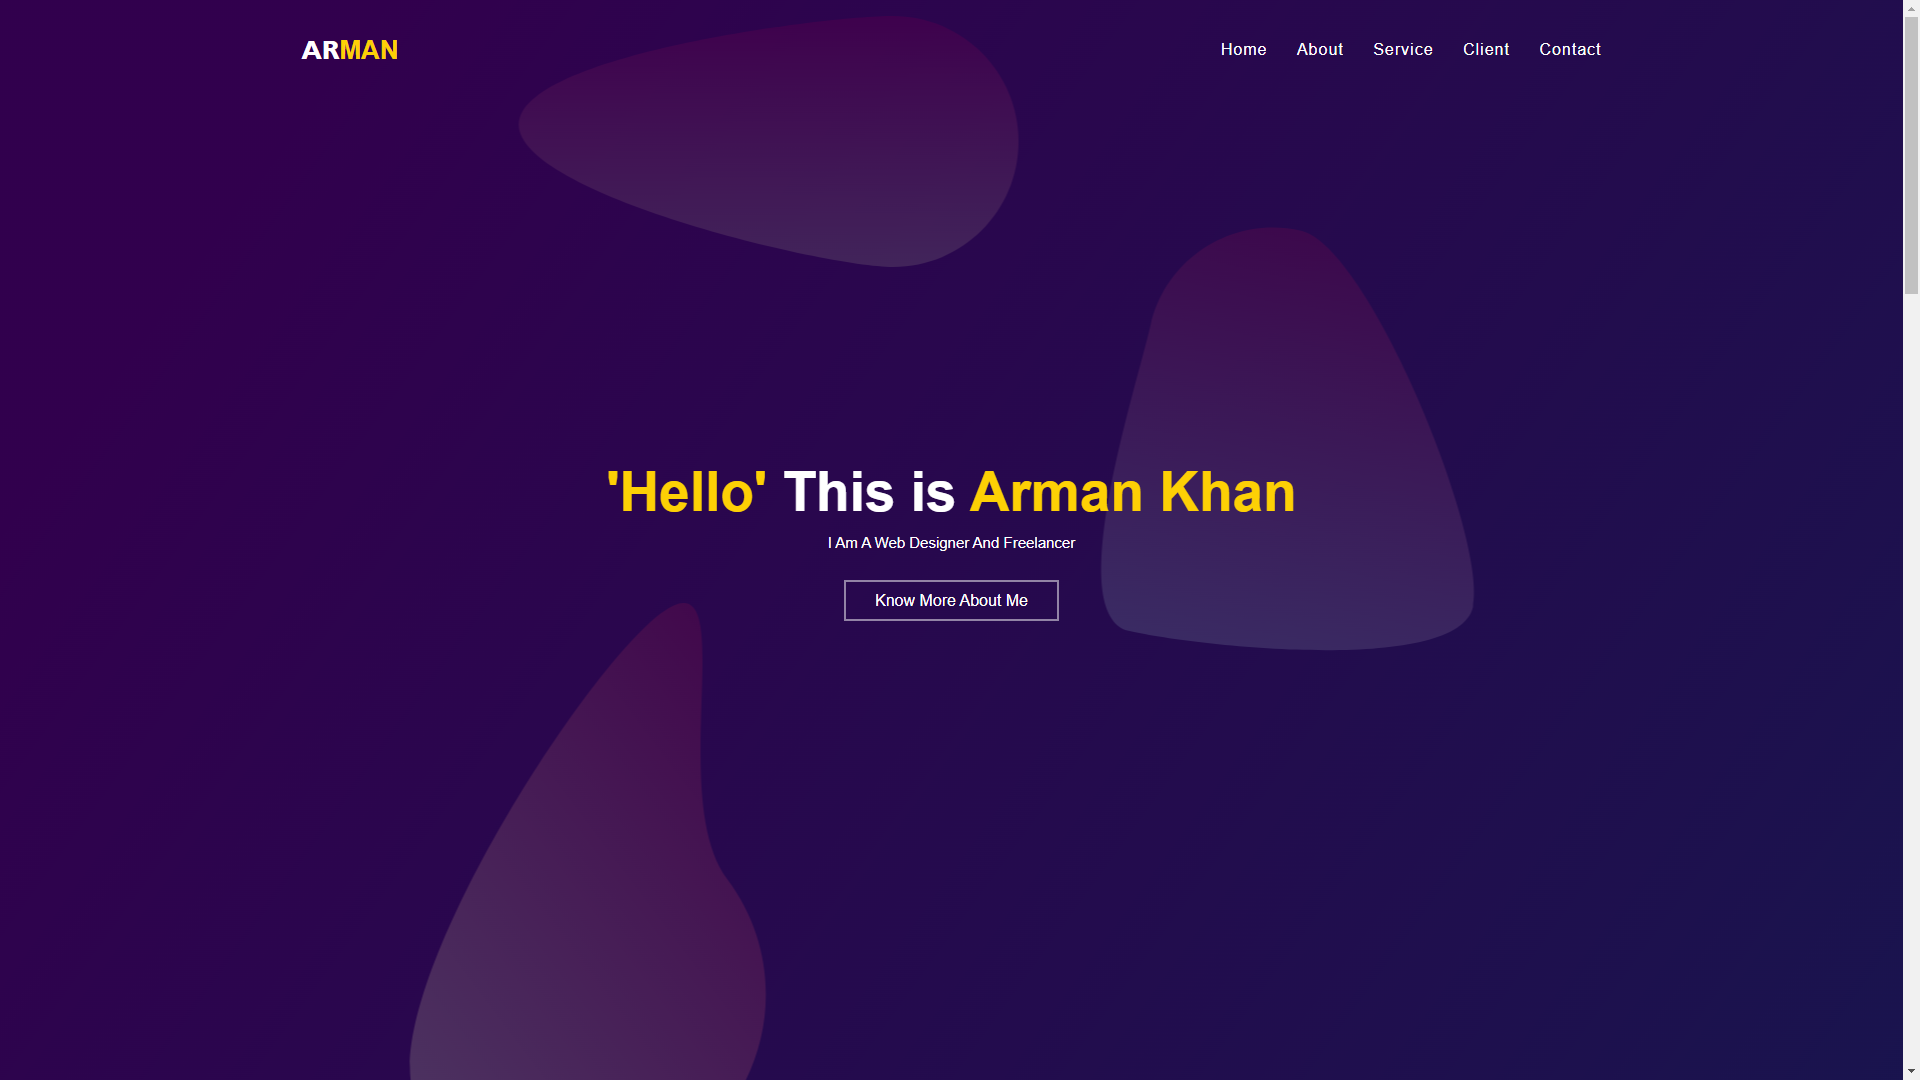 ARMAN
Home About Service Client Contact
'Hello' This is Arman Khan
I Am A Web Designer And Freelancer
Know More About Me